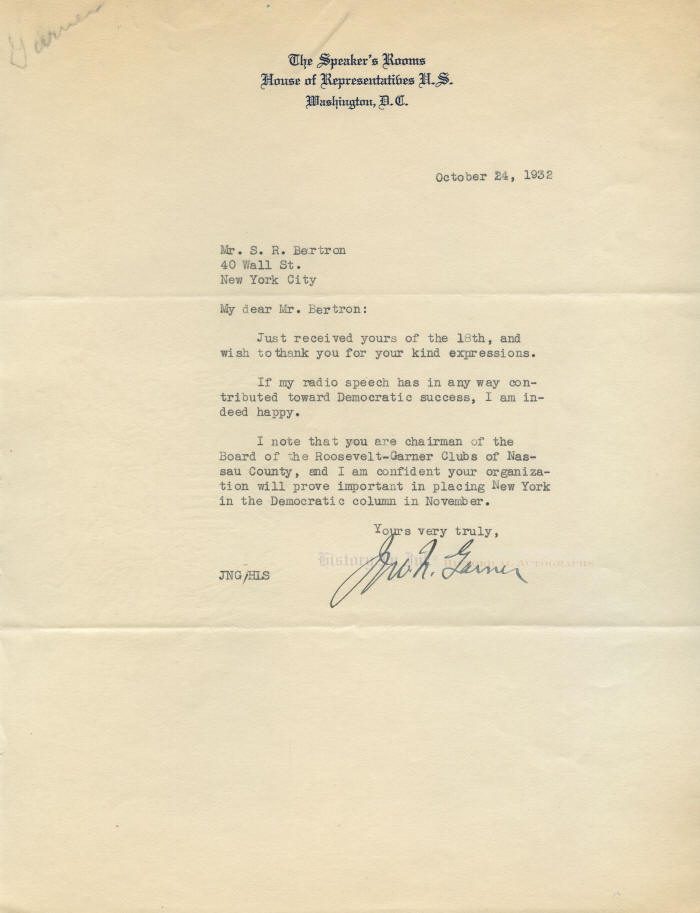 Garner
The Speaker's Rooms
House of Representatives U.S.
Washington, D.C.
October 24, 1932
Mr. S. R. Bertron
40 Wall St.
New York City
My dear Mr. Bertron:
Just received yours of the 18th, and
wish tothank you for your kind expressions.
If my radio speech has in any way con-
tributed toward Democratic success, I am in-
deed happy.
I note that you are chairman of the
Board of the Roosevelt-Garner Clubs of Nas-
sau County, and I am confident your organiza-
tion will prove important in placing New York
in the Democratic column in November.
Yours very truly,
History In AUTOGRAPHS
Jno. N. Garner
JNG/HLS